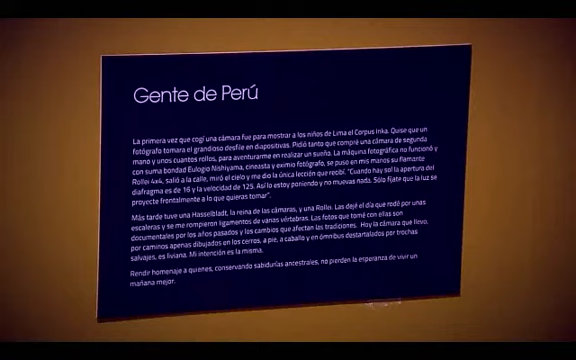 Gente de Perú
La primera vez que cogí una cámara fue para mostrar a los niños de Lima el Corpus Inka. Quise que un
fotógrafo tomara el grandioso desfile en diapositivas. Pidió tanto que compré una cámara de segunda
mano y unos cuantos rollos, para aventurarme en realizar un sueño. La máquina fotográfica no funcionó y
con suma bondad Eulogio Nishiyama, cineasta y eximio fotógrafo, se puso en mis manos su flamante
Rollei 4x4, salió a la calle, miró el cielo y me dio la única lección que recibí. "Cuando hay sol la apertura del
diafragma es de 16 y la velocidad de 125. Así lo estoy poniendo y no muevas nada. Sólo fíjate que la luz se
proyecte frontalmente a lo que quieras tomar".
Más tarde tuve una Hasselblad, la reina de las cámaras, y una Rollei. Las dejé el día que rodé por unas
escaleras y se me rompieron ligamentos de varias vértebras. Las fotos que tomé con ellas son
documentales por los años pasados y los cambios que afectan las tradiciones. Hoy la cámara que llevo,
por caminos apenas dibujados en los cerros, a pie, a caballo y en ómnibus destartalados por trochas
salvajes, es liviana. Mi intención es la misma.
Rendir homenaje a quienes, conservando sabidurías ancestrales, no pierden la esperanza de vivir un
mañana mejor.